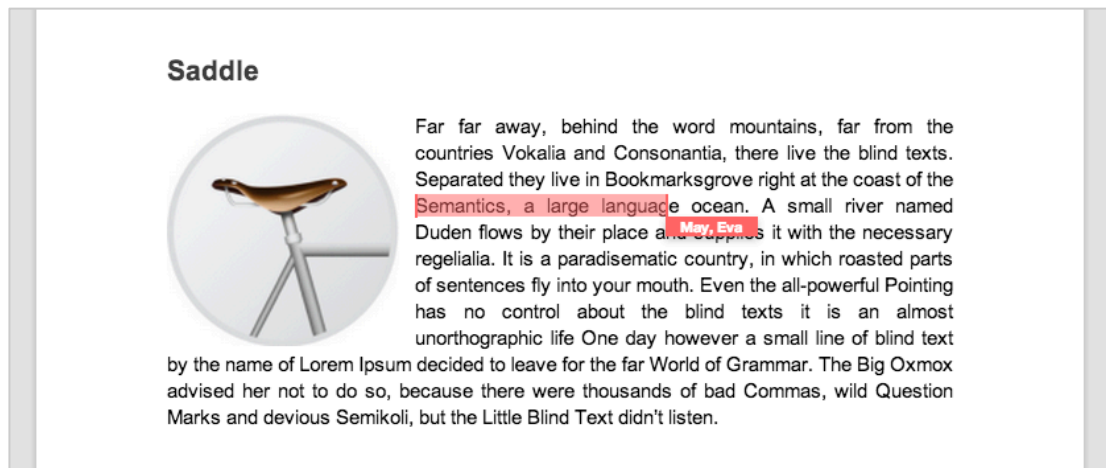 Saddle
Far far away, behind the word mountains, far from the
countries Vokalia and Consonantia, there live the blind texts.
Separated they live in Bookmarksgrove right at the coast of the
Semantics, a large language ocean. A small river named
May, Eva
Duden flows by their place and supplies it with the necessary
regelialia. It is a paradisematic country, in which roasted parts
of sentences fly into your mouth. Even the all-powerful Pointing
has no control about the blind texts it is an almost
unorthographic life One day however a small line of blind text
by the name of Lorem Ipsum decided to leave for the far World of Grammar. The Big Oxmox
advised her not to do so, because there were thousands of bad Commas, wild Question
Marks and devious Semikoli, but the Little Blind Text didn’t listen.